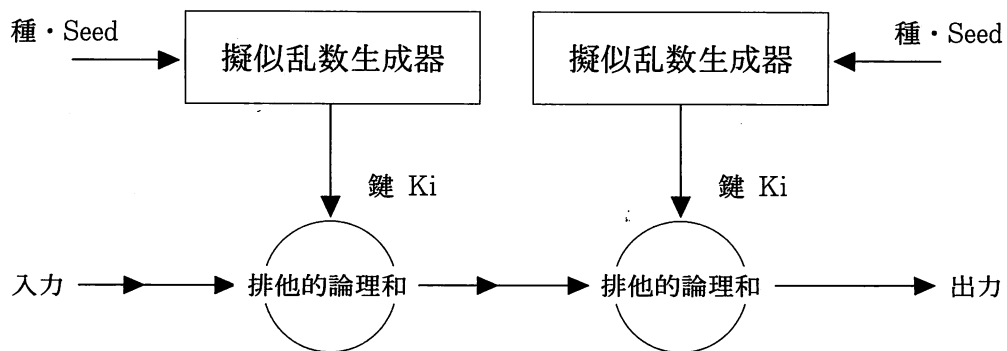 種・Seed
擬似乱数生成器
擬似乱数生成器
種・Seed
鍵 Ki
鍵 Ki
入力
排他的論理和
排他的論理和
出力